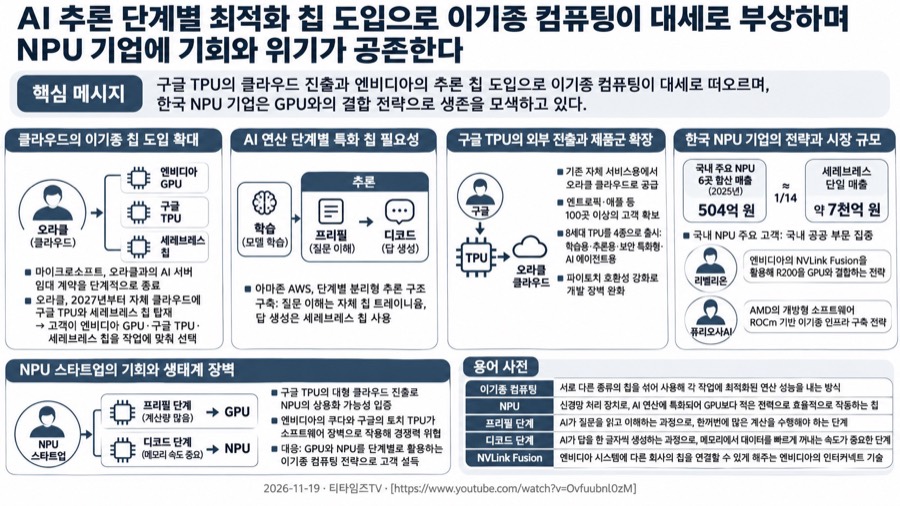 AI 추론 단계별 최적화 칩 도입으로 이기종 컴퓨팅이 대세로 부상하며
NPU 기업에 기회와 위기가 공존한다
핵심 메시지
구글 TPU의 클라우드 진출과 엔비디아의 추론 칩 도입으로 이기종 컴퓨팅이 대세로 떠오르며,
한국 NPU 기업은 GPU와의 결합 전략으로 생존을 모색하고 있다.
클라우드의 이기종 칩 도입 확대
오라클
(클라우드)
엔비디아
GPU
구글
TPU
세레브레스
칩
마이크로소프트, 오라클과의 AI 서버
임대 계약을 단계적으로 종료
오라클, 2027년부터 자체 클라우드에
구글 TPU와 세레브레스 칩 탑재
→ 고객이 엔비디아 GPU·구글 TPU·
세레브레스 칩을 작업에 맞춰 선택
AI 연산 단계별 특화 칩 필요성
학습
(모델 학습)
추론
프리필
(질문 이해)
디코드
(답 생성)
아마존 AWS, 단계별 분리형 추론 구조
구축: 질문 이해는 자체 칩 트레이니움,
답 생성은 세레브레스 칩 사용
구글 TPU의 외부 진출과 제품군 확장
구글
TPU
오라클
클라우드
기존 자체 서비스용에서
오라클 클라우드로 공급
엔트로픽·애플 등
100곳 이상의 고객 확보
8세대 TPU를 4종으로 출시:
학습용·추론용·보안 특화형·
AI 에이전트용
파이토치 호환성 강화로
개발 장벽 완화
한국 NPU 기업의 전략과 시장 규모
국내 주요 NPU
6곳 합산 매출
(2025년)
504억 원
≈
1/14
세레브레스
단일 매출
약 7천억 원
국내 NPU 주요 고객: 국내 공공 부문 집중
리벨리온
엔비디아의 NVLink Fusion을
활용해 R200을 GPU와 결합하는 전략
퓨리오사AI
AMD의 개방형 소프트웨어
ROCm 기반 이기종 인프라 구축 전략
NPU 스타트업의 기회와 생태계 장벽
NPU
스타트업
프리필 단계
(계산량 많음)
→ GPU
디코드 단계
(메모리 속도 중요)
→ NPU
구글 TPU의 대형 클라우드 진출로
NPU의 상용화 가능성 입증
엔비디아의 쿠다와 구글의 토치 TPU가
소프트웨어 장벽으로 작용해 경쟁력 위협
대응: GPU와 NPU를 단계별로 활용하는
이기종 컴퓨팅 전략으로 고객 설득
용어 사전
이기종 컴퓨팅 서로 다른 종류의 칩을 섞어 사용해 각 작업에 최적화된 연산 성능을 내는 방식
NPU 신경망 처리 장치로, AI 연산에 특화되어 GPU보다 적은 전력으로 효율적으로 작동하는 칩
프리필 단계 AI가 질문을 읽고 이해하는 과정으로, 한꺼번에 많은 계산을 수행해야 하는 단계
디코드 단계 AI가 답을 한 글자씩 생성하는 과정으로, 메모리에서 데이터를 빠르게 꺼내는 속도가 중요한 단계
NVLink Fusion 엔비디아 시스템에 다른 회사의 칩을 연결할 수 있게 해주는 엔비디아의 인터커넥트 기술
2026-11-19 · 티타임즈TV · [https://www.youtube.com/watch?v=Ovfuubnl0zM]